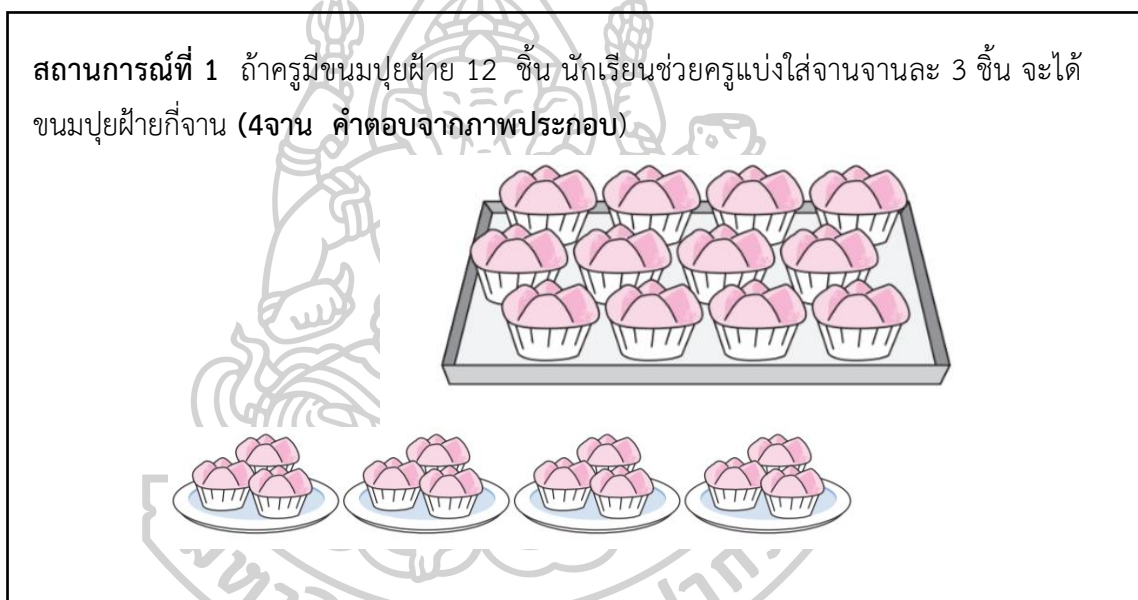 สถานการณ์ที่ 1 ถ้าครูมีขนมปุยฝ้าย 12 ชิ้น นักเรียนช่วยครูแบ่งใส่จานจานละ 3 ชิ้น จะได้
ขนมปุยฝ้ายกี่จาน (4จาน คำตอบจากภาพประกอบ)